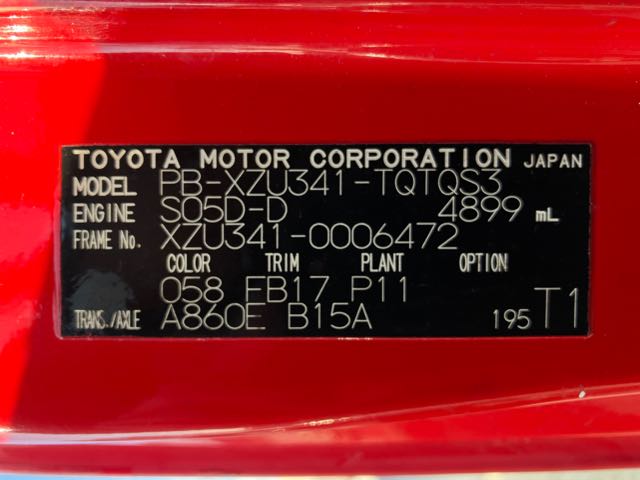 TOYOTA MOTOR CORPORATION JAPAN
MODEL PB-XZU341-TQTQS3
ENGINE S05D-D 4899 mL
FRAME No. XZU341-0006472
COLOR TRIM PLANT OPTION
058 FB17 P11
TRANS./AXLE A860E B15A 195 T1